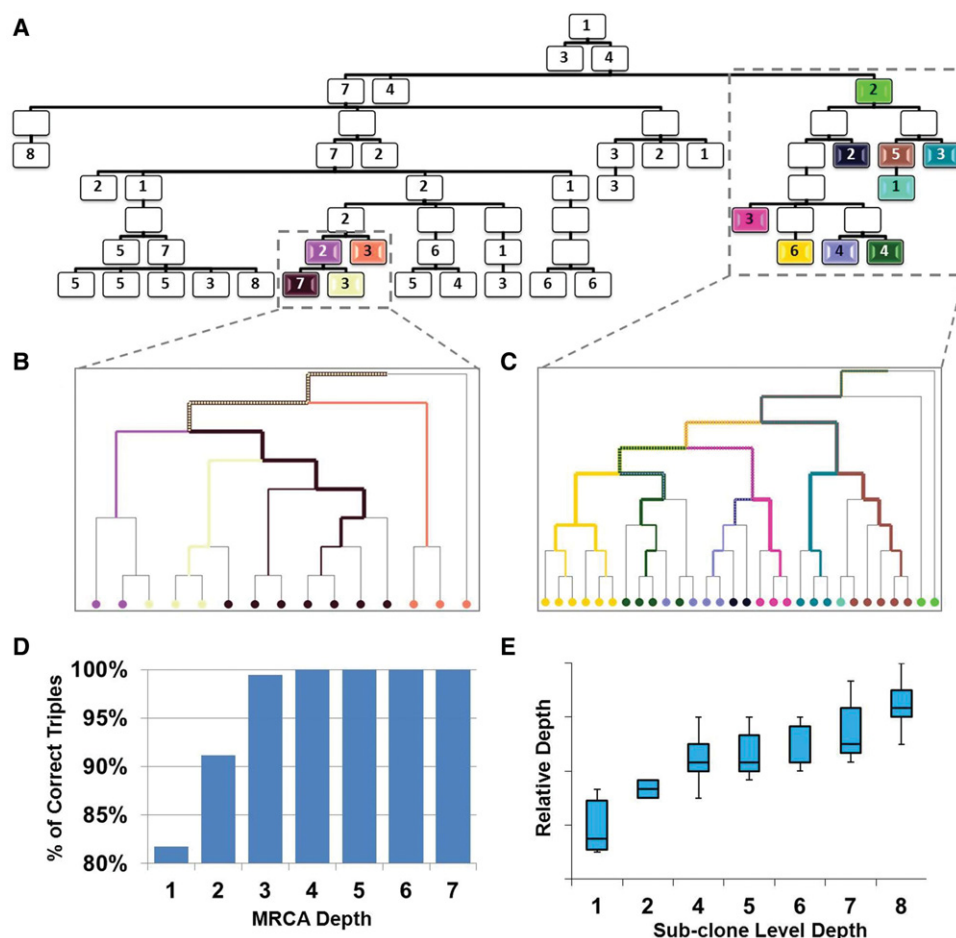 A
1
3 4
7 4 2
8 7 2 3 2 1 2 5 3
2 1 2 1 3 1
2 3
5 7 2 3 6 1 6 4 4
5 5 5 3 8 7 3 5 4 3 6 6
B
C
D
E
100%
95%
90%
85%
80%
% of Correct Triples
1 2 3 4 5 6 7
MRCA Depth
Relative Depth
1 2 4 5 6 7 8
Sub-clone Level Depth